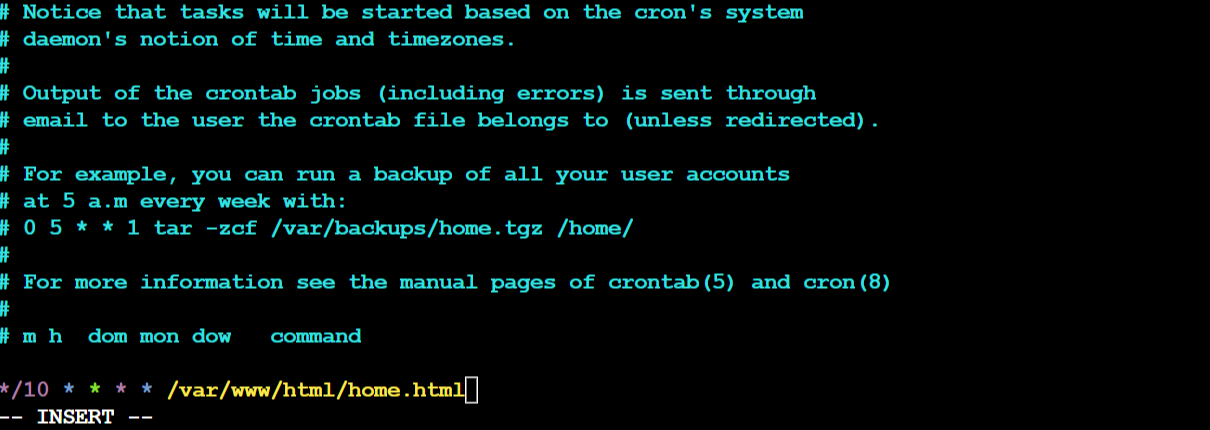 # Notice that tasks will be started based on the cron's system
# daemon's notion of time and timezones.
#
# Output of the crontab jobs (including errors) is sent through
# email to the user the crontab file belongs to (unless redirected).
#
# For example, you can run a backup of all your user accounts
# at 5 a.m every week with:
# 0 5 * * 1 tar -zcf /var/backups/home.tgz /home/
#
# For more information see the manual pages of crontab(5) and cron(8)
#
# m h  dom mon dow   command

*/10 * * * * /var/www/html/home.html
-- INSERT --